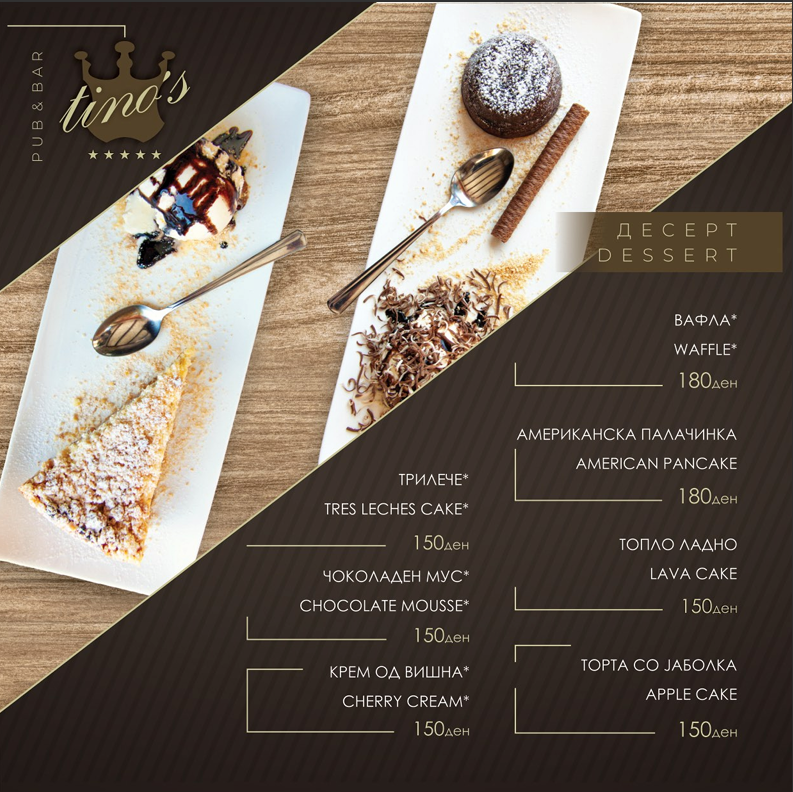 PUB & BAR
tino's
ДЕСЕРТ
DESSERT
ВАФЛА*
WAFFLE*
180ден
АМЕРИКАНСКА ПАЛАЧИНКА
AMERICAN PANCAKE
180ден
ТОПЛО ЛАДНО
LAVA CAKE
150ден
ТОРТА СО ЈАБОЛКА
APPLE CAKE
150ден
ТРИЛЕЧЕ*
TRES LECHES CAKE*
150ден
ЧОКОЛАДЕН МУС*
CHOCOLATE MOUSSE*
150ден
КРЕМ ОД ВИШНА*
CHERRY CREAM*
150ден